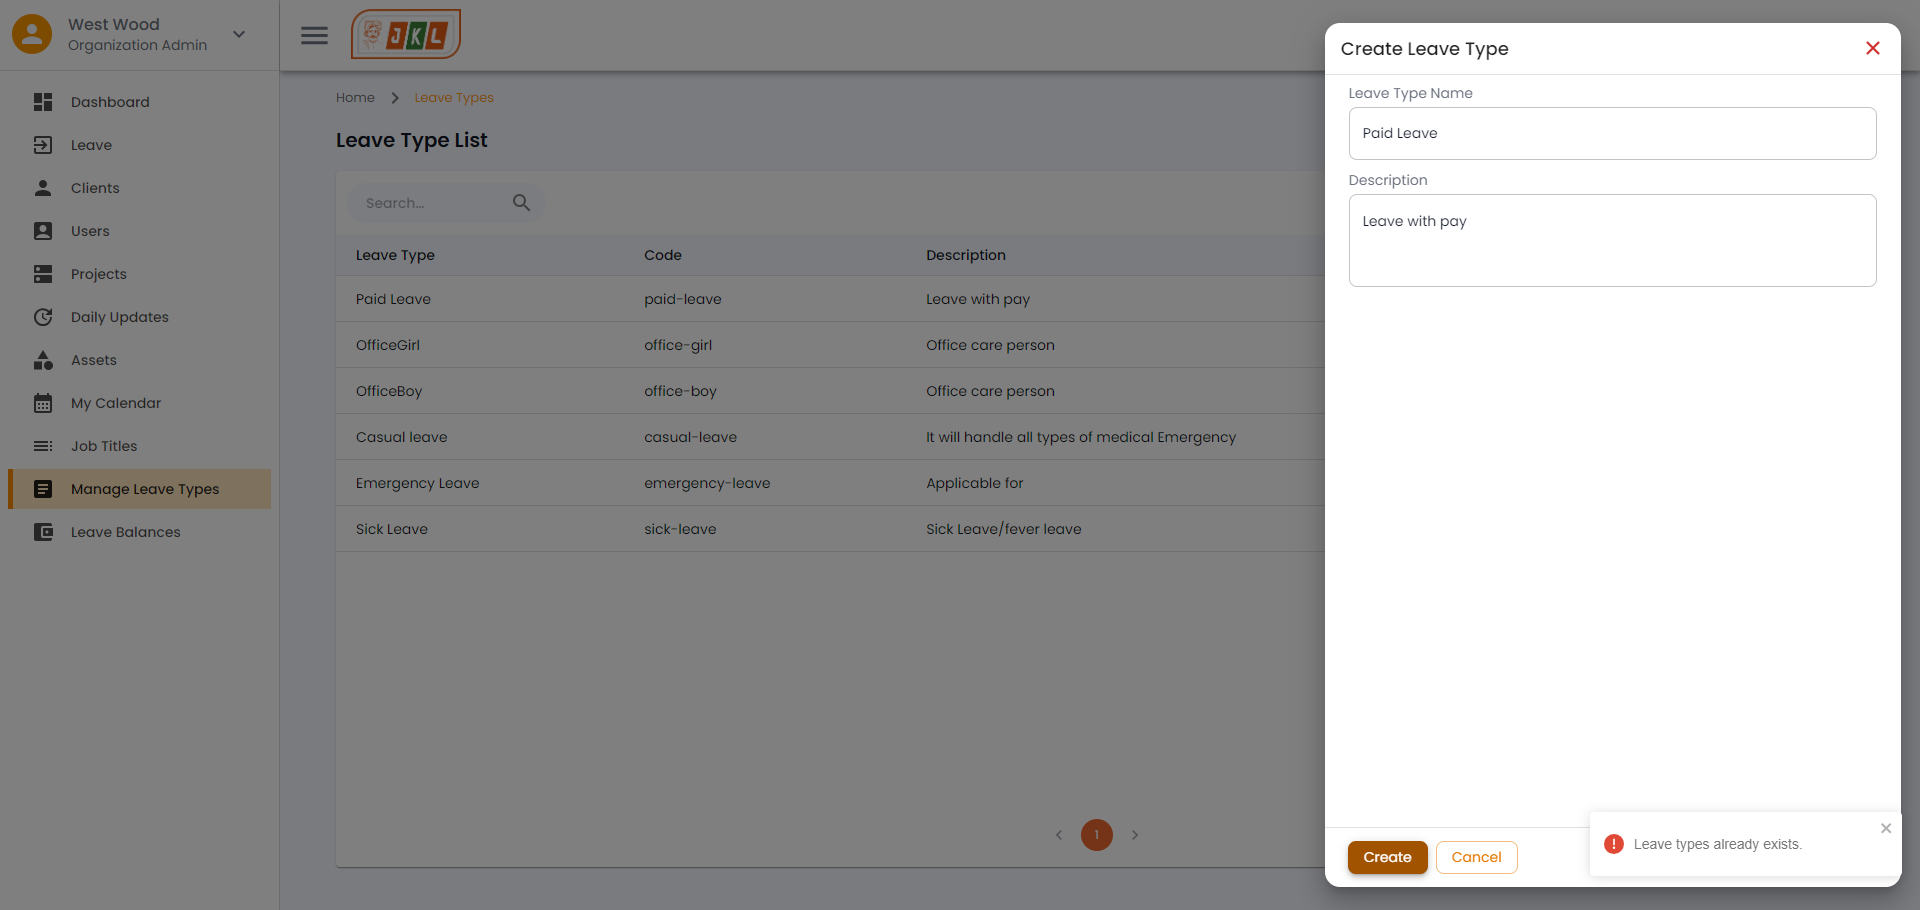 West Wood
Organization Admin
Dashboard
Leave
Clients
Users
Projects
Daily Updates
Assets
My Calendar
Job Titles
Manage Leave Types
Leave Balances
JKL
Home > Leave Types
Leave Type List
Search...
Leave Type Code Description
Paid Leave paid-leave Leave with pay
OfficeGirl office-girl Office care person
OfficeBoy office-boy Office care person
Casual leave casual-leave It will handle all types of medical Emergency
Emergency Leave emergency-leave Applicable for
Sick Leave sick-leave Sick Leave/fever leave
1
Create Leave Type
Leave Type Name
Paid Leave
Description
Leave with pay
Create Cancel
Leave types already exists.